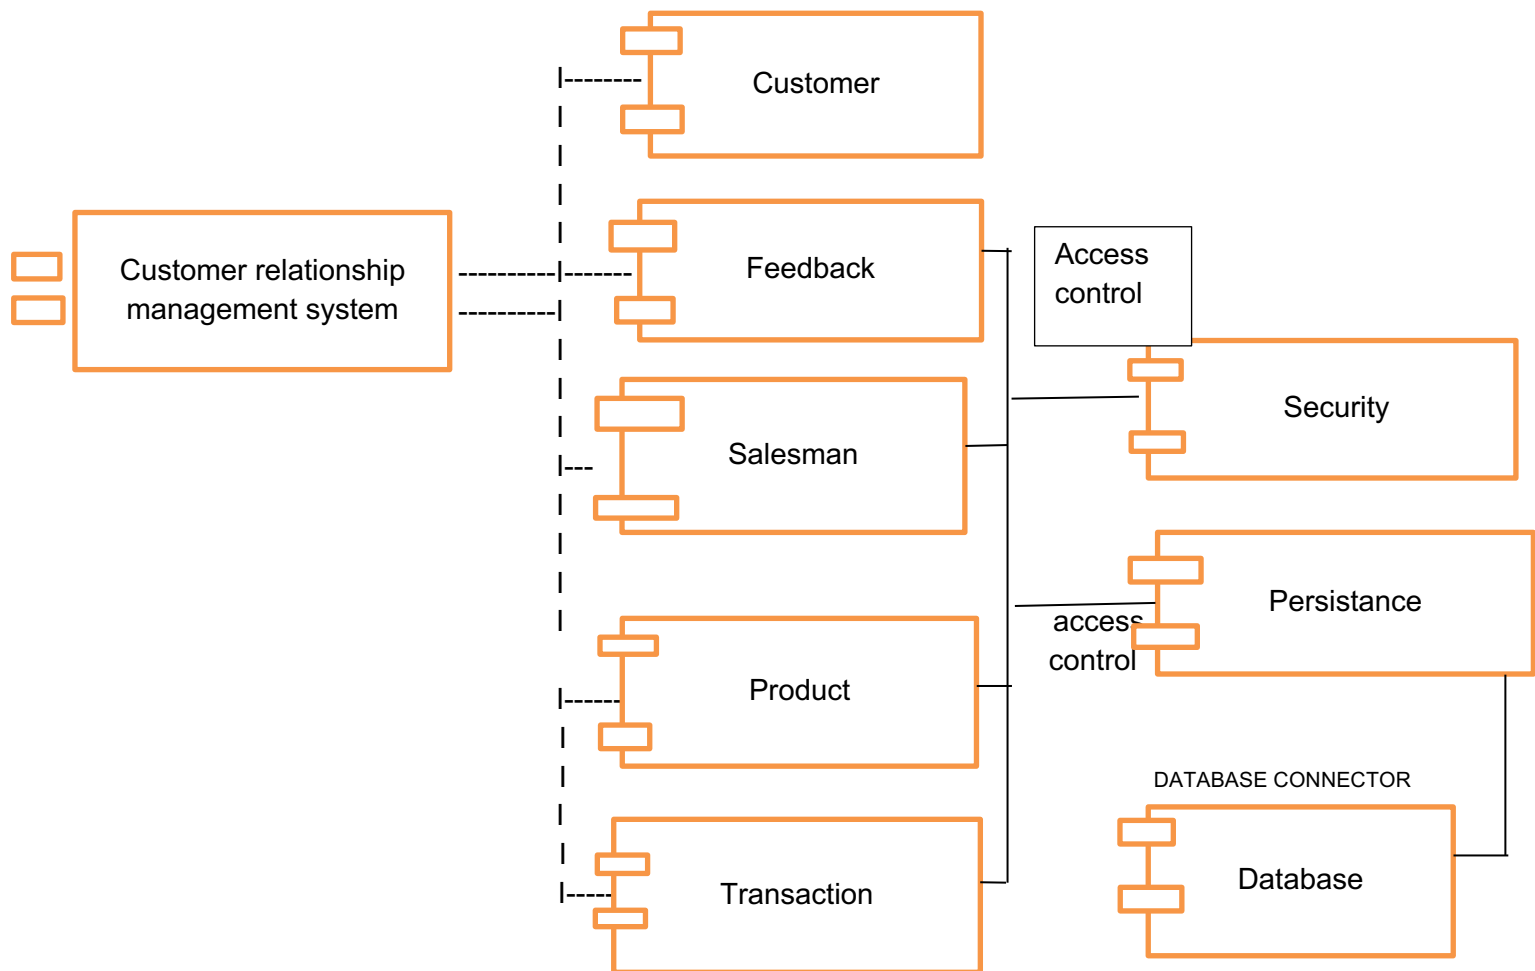 Customer
Customer relationship
management system
Feedback
Access
control
Security
Salesman
Persistance
access
control
Product
DATABASE CONNECTOR
Database
Transaction